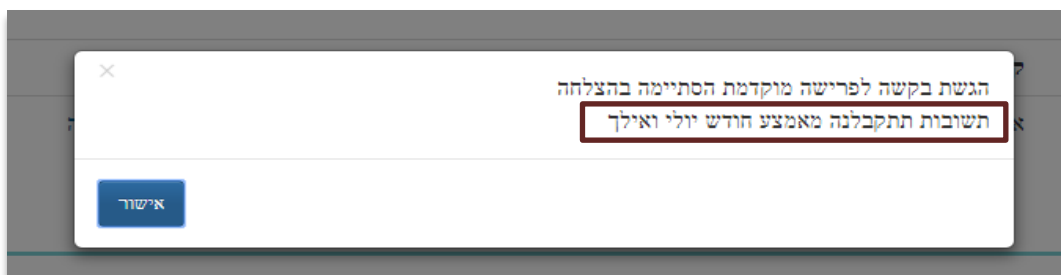 הגשת בקשה לפרישה מוקדמת הסתיימה בהצלחה
תשובות תתקבלנה מאמצע חודש יולי ואילך
אישור